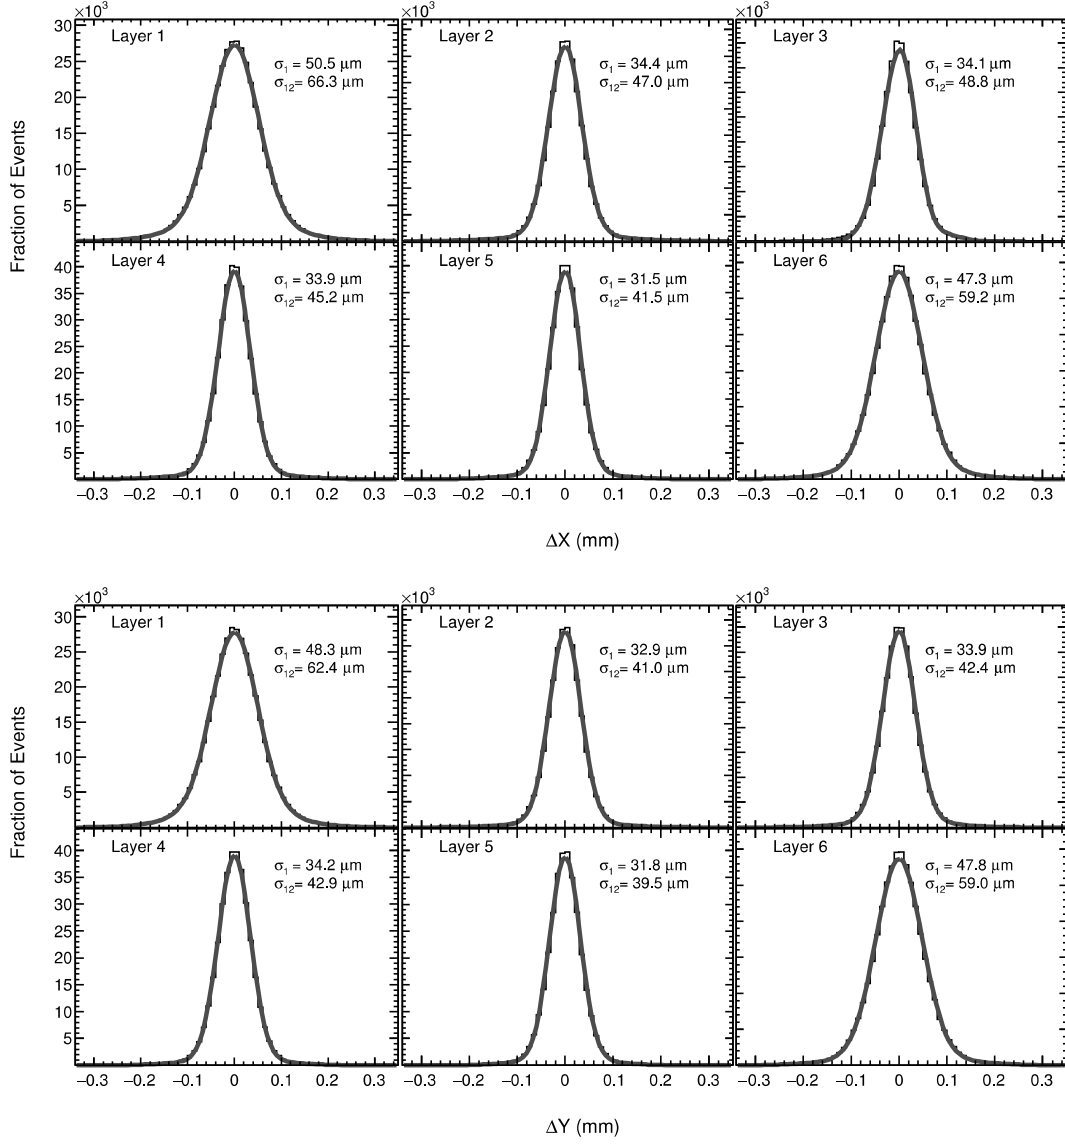 ×10³ ×10³ ×10³
Layer 1 Layer 2 Layer 3
σ₁ = 50.5 μm σ₁ = 34.4 μm σ₁ = 34.1 μm
σ₁₂= 66.3 μm σ₁₂= 47.0 μm σ₁₂= 48.8 μm
30
25
20
15
10
5
Fraction of Events
Layer 4 Layer 5 Layer 6
σ₁ = 33.9 μm σ₁ = 31.5 μm σ₁ = 47.3 μm
σ₁₂= 45.2 μm σ₁₂= 41.5 μm σ₁₂= 59.2 μm
40
35
30
25
20
15
10
5
−0.3 −0.2 −0.1 0 0.1 0.2 0.3 −0.3 −0.2 −0.1 0 0.1 0.2 0.3 −0.3 −0.2 −0.1 0 0.1 0.2 0.3
ΔX (mm)
×10³ ×10³ ×10³
Layer 1 Layer 2 Layer 3
σ₁ = 48.3 μm σ₁ = 32.9 μm σ₁ = 33.9 μm
σ₁₂= 62.4 μm σ₁₂= 41.0 μm σ₁₂= 42.4 μm
30
25
20
15
10
5
Fraction of Events
Layer 4 Layer 5 Layer 6
σ₁ = 34.2 μm σ₁ = 31.8 μm σ₁ = 47.8 μm
σ₁₂= 42.9 μm σ₁₂= 39.5 μm σ₁₂= 59.0 μm
40
35
30
25
20
15
10
5
−0.3 −0.2 −0.1 0 0.1 0.2 0.3 −0.3 −0.2 −0.1 0 0.1 0.2 0.3 −0.3 −0.2 −0.1 0 0.1 0.2 0.3
ΔY (mm)